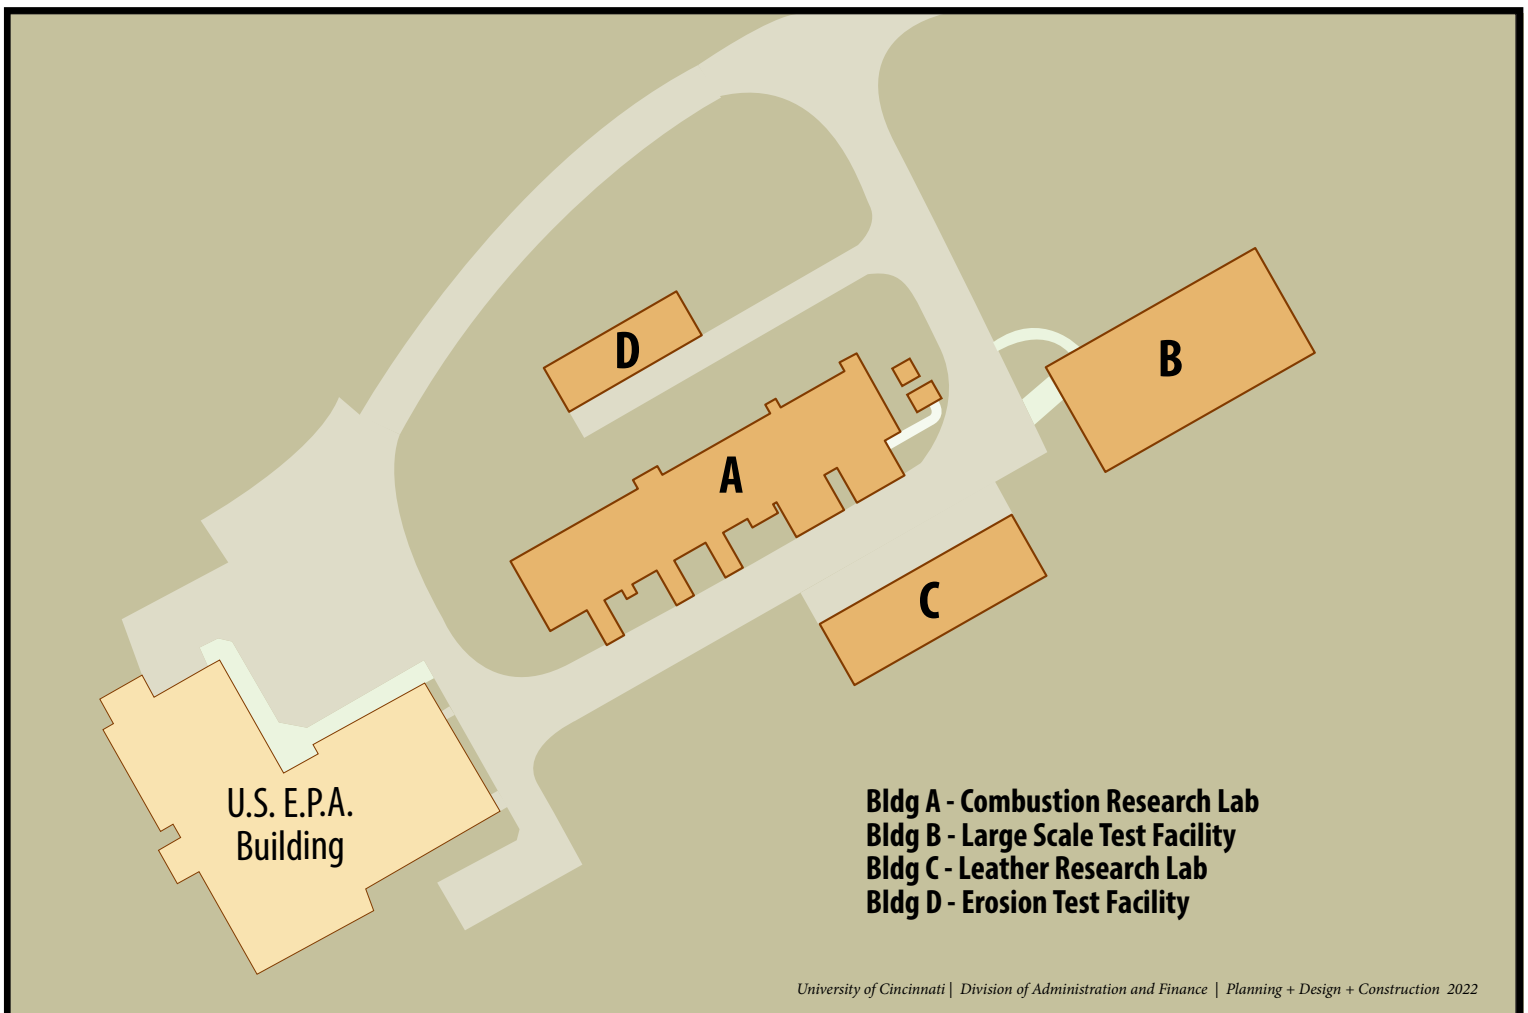 D
B
A
C
U.S. E.P.A.
Building
Bldg A - Combustion Research Lab
Bldg B - Large Scale Test Facility
Bldg C - Leather Research Lab
Bldg D - Erosion Test Facility
University of Cincinnati | Division of Administration and Finance | Planning + Design + Construction 2022